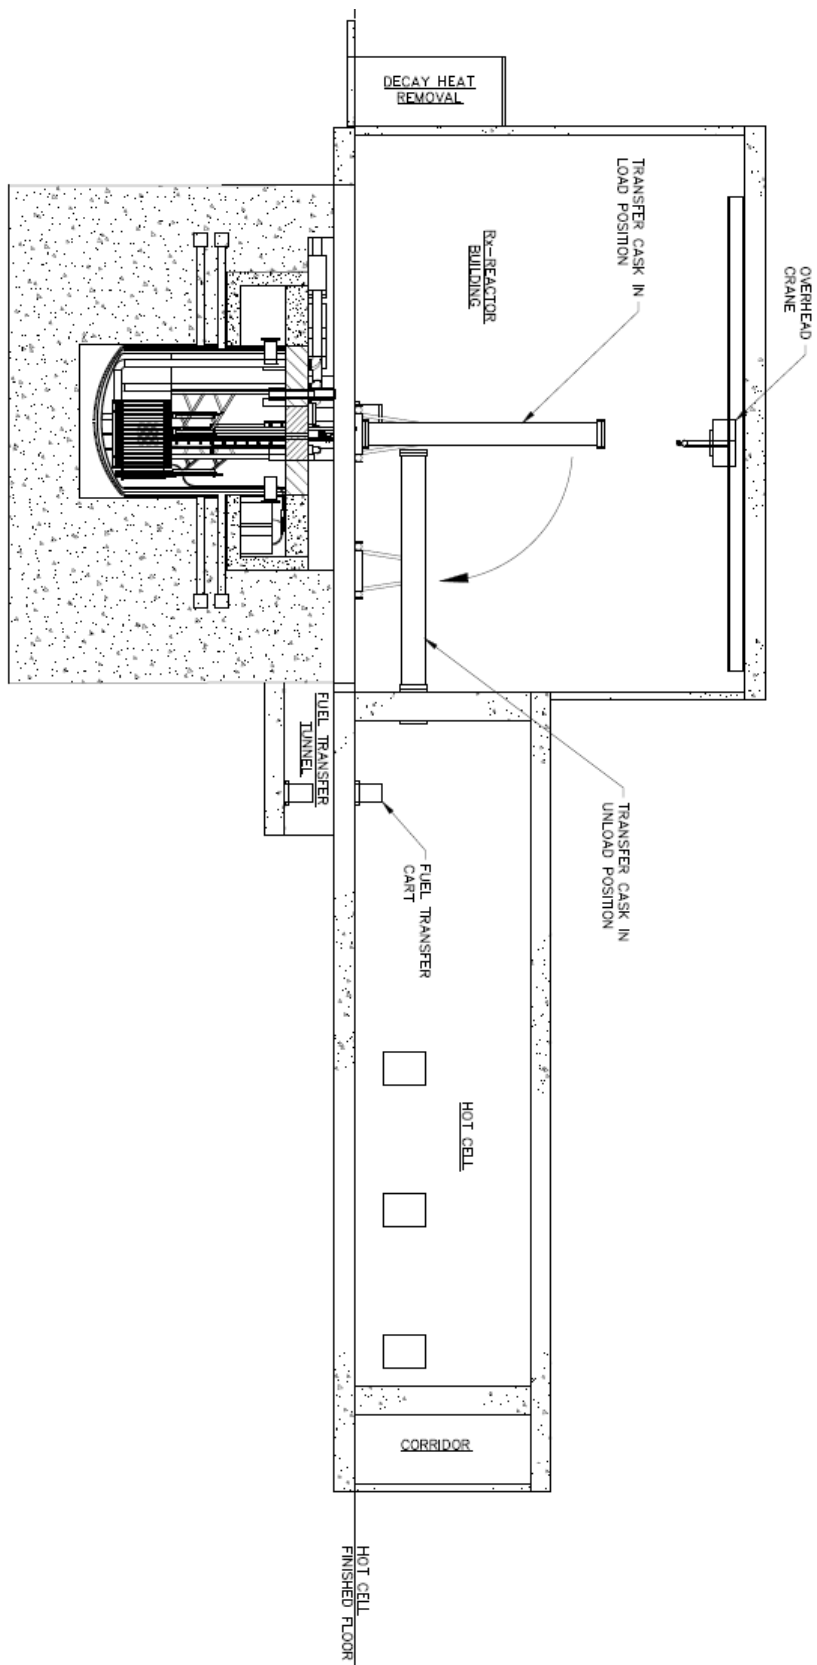 DECAY HEAT
REMOVAL
OVERHEAD
CRANE
TRANSFER CASK IN
LOAD POSITION
Rx-REACTOR
BUILDING
TRANSFER CASK IN
UNLOAD POSITION
FUEL TRANSFER
TUNNEL
FUEL TRANSFER
CART
HOT CELL
CORRIDOR
HOT CELL
FINISHED FLOOR